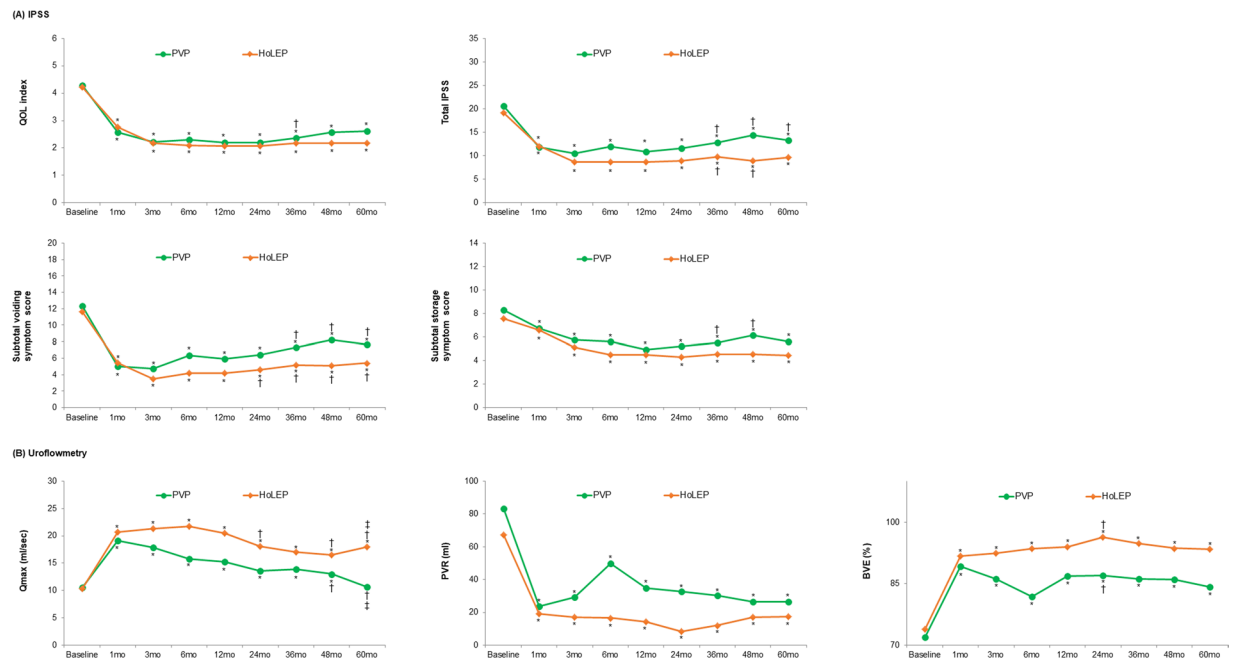 (A) IPSS
QOL index
6
5
4
3
2
1
0
PVP HoLEP
* * * * * * † * * *
* * * * * * * *
Baseline 1mo 3mo 6mo 12mo 24mo 36mo 48mo 60mo
Total IPSS
35
30
25
20
15
10
5
0
PVP HoLEP
* * * * * † * † * † *
* * * * * * † * † *
Baseline 1mo 3mo 6mo 12mo 24mo 36mo 48mo 60mo
Subtotal voiding
symptom score
20
18
16
14
12
10
8
6
4
2
0
PVP HoLEP
* * * * * † * † * † *
* * * * * † * † * † * †
Baseline 1mo 3mo 6mo 12mo 24mo 36mo 48mo 60mo
Subtotal storage
symptom score
14
12
10
8
6
4
2
0
PVP HoLEP
* * * * * † * † * *
* * * * * * * *
Baseline 1mo 3mo 6mo 12mo 24mo 36mo 48mo 60mo
(B) Uroflowmetry
Qmax (ml/sec)
30
25
20
15
10
5
0
PVP HoLEP
* * * * † * * † * ‡ † *
* * * * * * * † † ‡
Baseline 1mo 3mo 6mo 12mo 24mo 36mo 48mo 60mo
PVR (ml)
100
80
60
40
20
0
PVP HoLEP
* * * * * * * *
* * * * * * * *
Baseline 1mo 3mo 6mo 12mo 24mo 36mo 48mo 60mo
BVE (%)
100
85
70
PVP HoLEP
* * * * † * * * *
* * * * * † * * *
Baseline 1mo 3mo 6mo 12mo 24mo 36mo 48mo 60mo